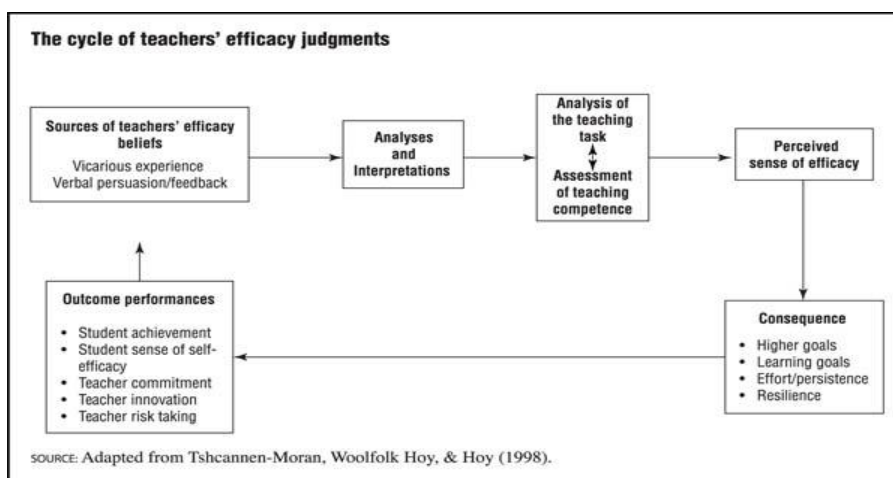 The cycle of teachers' efficacy judgments
Sources of teachers' efficacy
beliefs
Vicarious experience
Verbal persuasion/feedback
Analyses
and
Interpretations
Analysis of
the teaching
task
Assessment
of teaching
competence
Perceived
sense of efficacy
Consequence
• Higher goals
• Learning goals
• Effort/persistence
• Resilience
Outcome performances
• Student achievement
• Student sense of self-
efficacy
• Teacher commitment
• Teacher innovation
• Teacher risk taking
SOURCE: Adapted from Tshcannen-Moran, Woolfolk Hoy, & Hoy (1998).